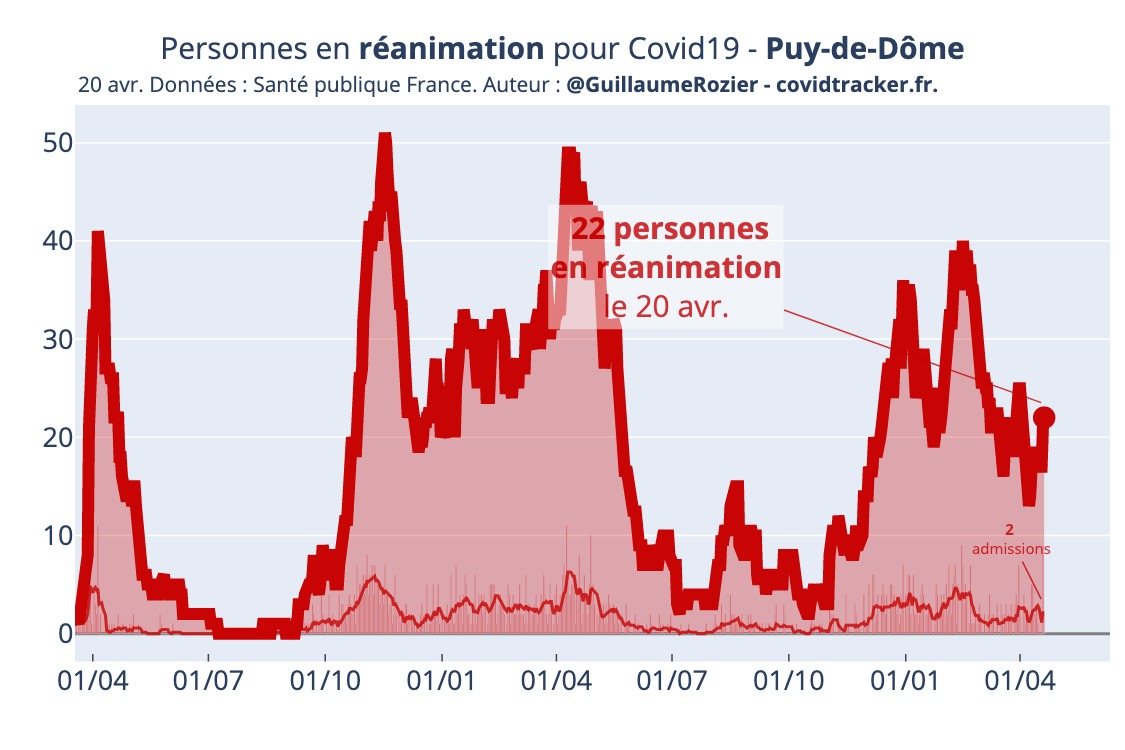 Personnes en réanimation pour Covid19 - Puy-de-Dôme
20 avr. Données : Santé publique France. Auteur : @GuillaumeRozier - covidtracker.fr.
50
40
30
20
10
0
22 personnes
en réanimation
le 20 avr.
2
admissions
01/04 01/07 01/10 01/01 01/04 01/07 01/10 01/01 01/04